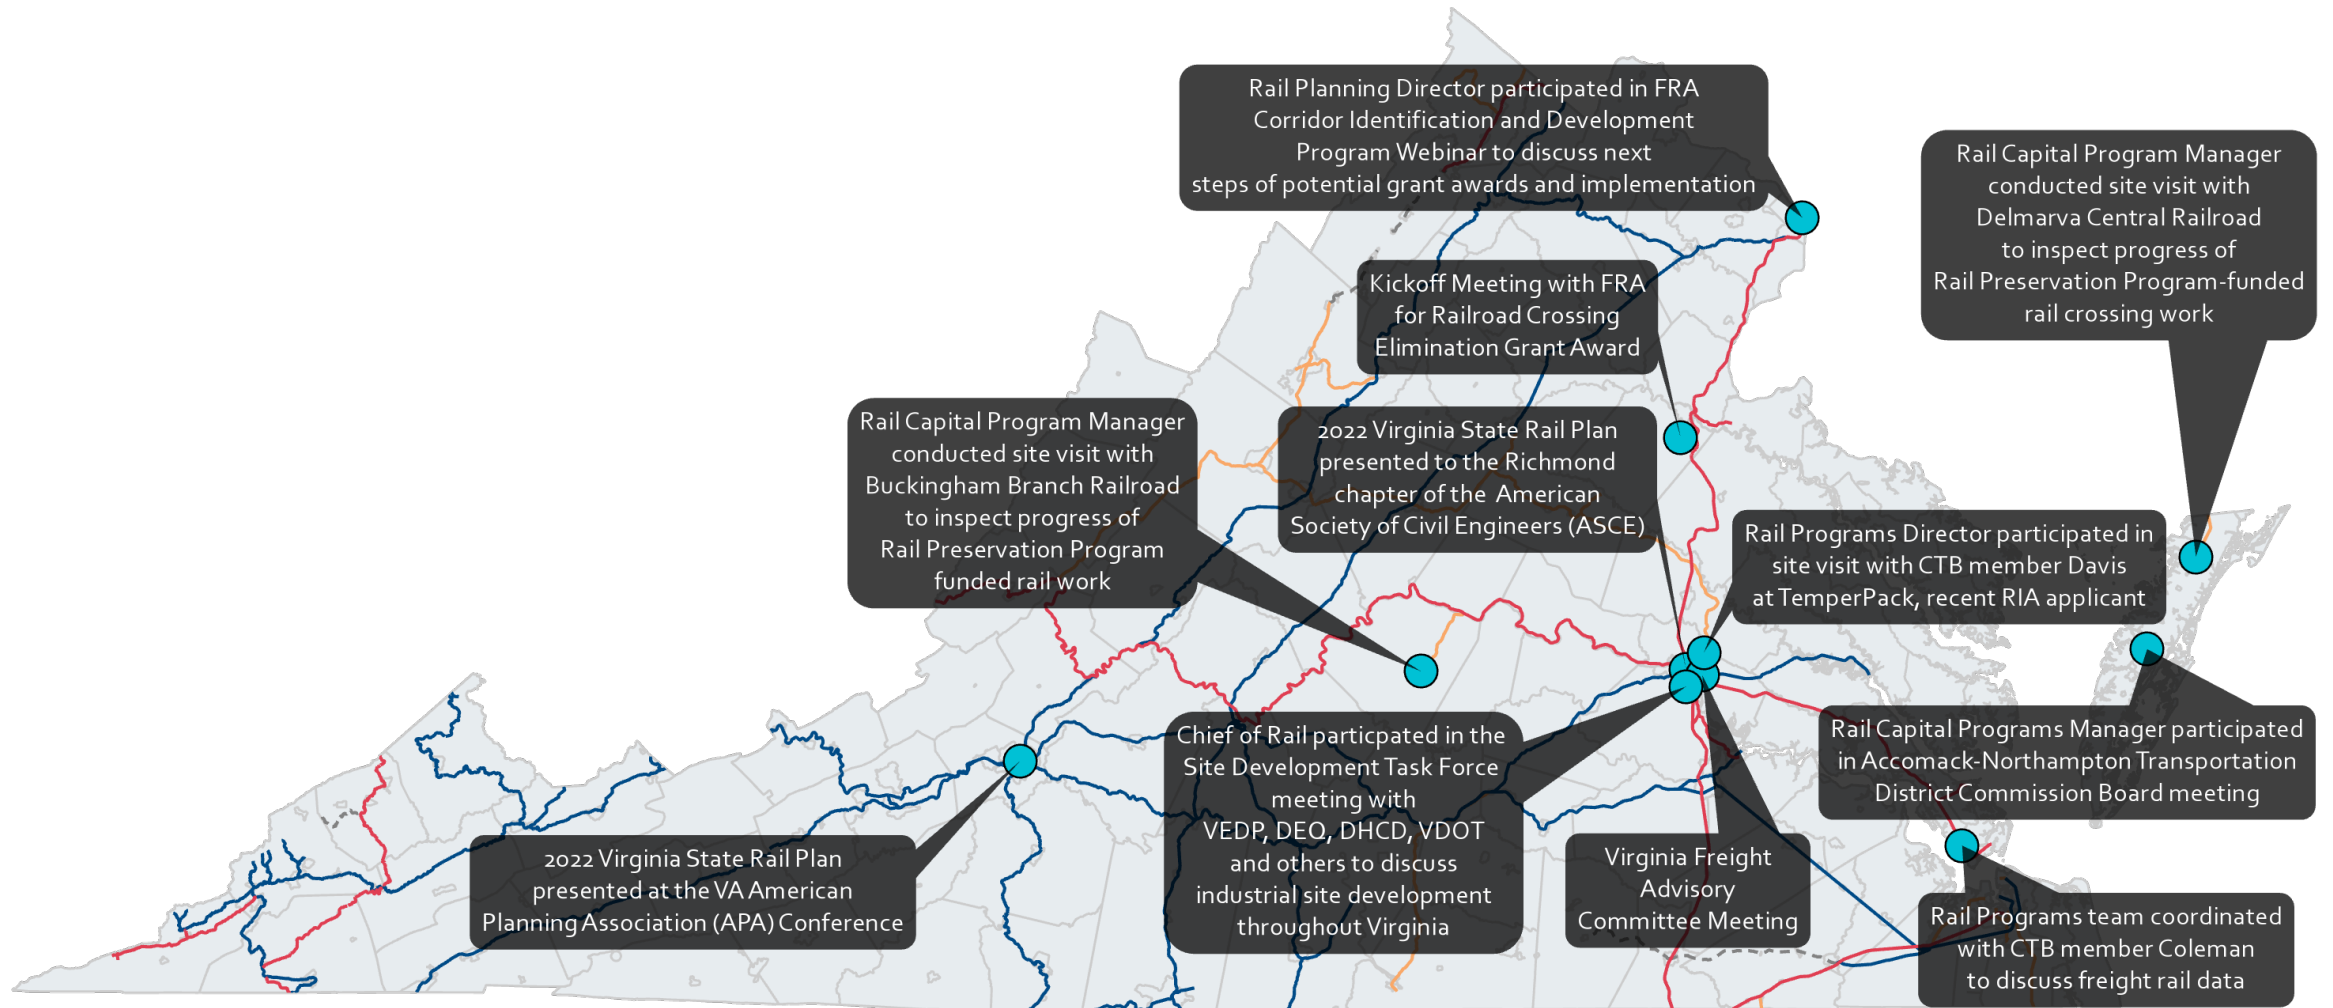 Rail Planning Director participated in FRA
Corridor Identification and Development
Program Webinar to discuss next
steps of potential grant awards and implementation
Rail Capital Program Manager
conducted site visit with
Delmarva Central Railroad
to inspect progress of
Rail Preservation Program-funded
rail crossing work
Kickoff Meeting with FRA
for Railroad Crossing
Elimination Grant Award
Rail Capital Program Manager
conducted site visit with
Buckingham Branch Railroad
to inspect progress of
Rail Preservation Program
funded rail work
2022 Virginia State Rail Plan
presented to the Richmond
chapter of the American
Society of Civil Engineers (ASCE)
Rail Programs Director participated in
site visit with CTB member Davis
at TemperPack, recent RIA applicant
Chief of Rail particpated in the
Site Development Task Force
meeting with
VEDP, DEQ, DHCD, VDOT
and others to discuss
industrial site development
throughout Virginia
Rail Capital Programs Manager participated
in Accomack-Northampton Transportation
District Commission Board meeting
2022 Virginia State Rail Plan
presented at the VA American
Planning Association (APA) Conference
Virginia Freight
Advisory
Committee Meeting
Rail Programs team coordinated
with CTB member Coleman
to discuss freight rail data